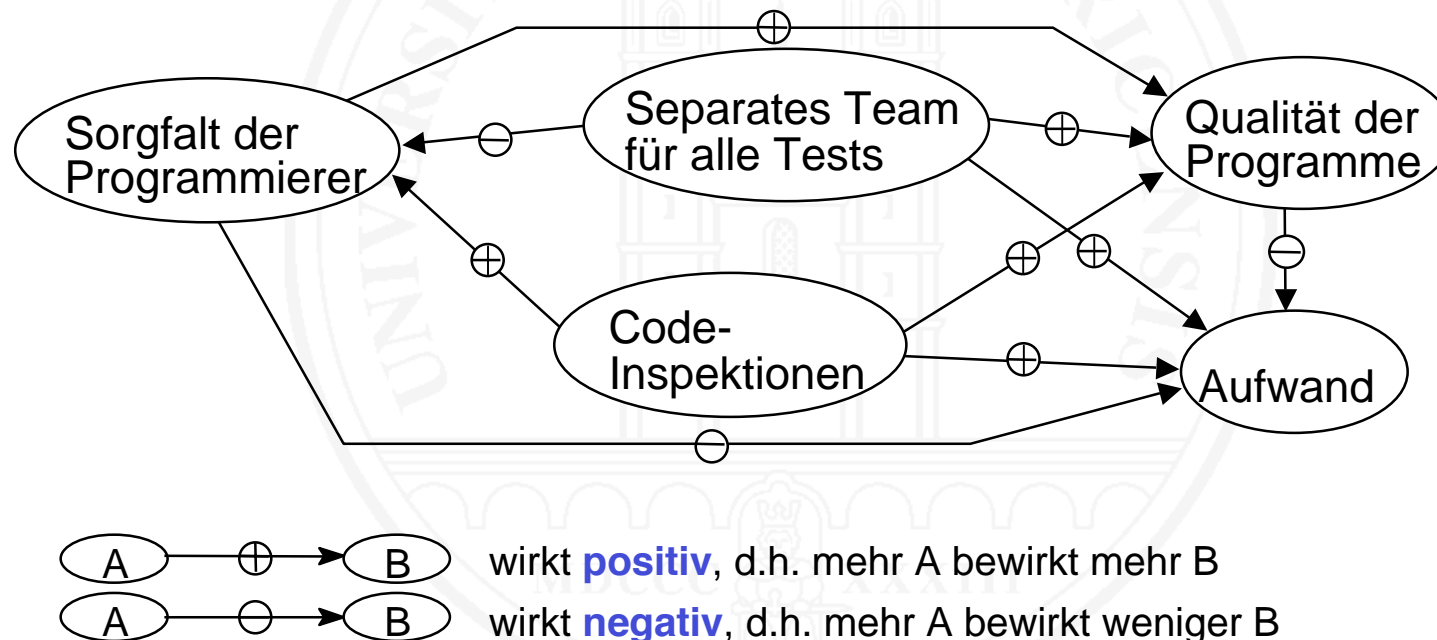 Sorgfalt der
Programmierer
Separates Team
für alle Tests
Qualität der
Programme
Code-
Inspektionen
Aufwand
A B wirkt positiv, d.h. mehr A bewirkt mehr B
A B wirkt negativ, d.h. mehr A bewirkt weniger B